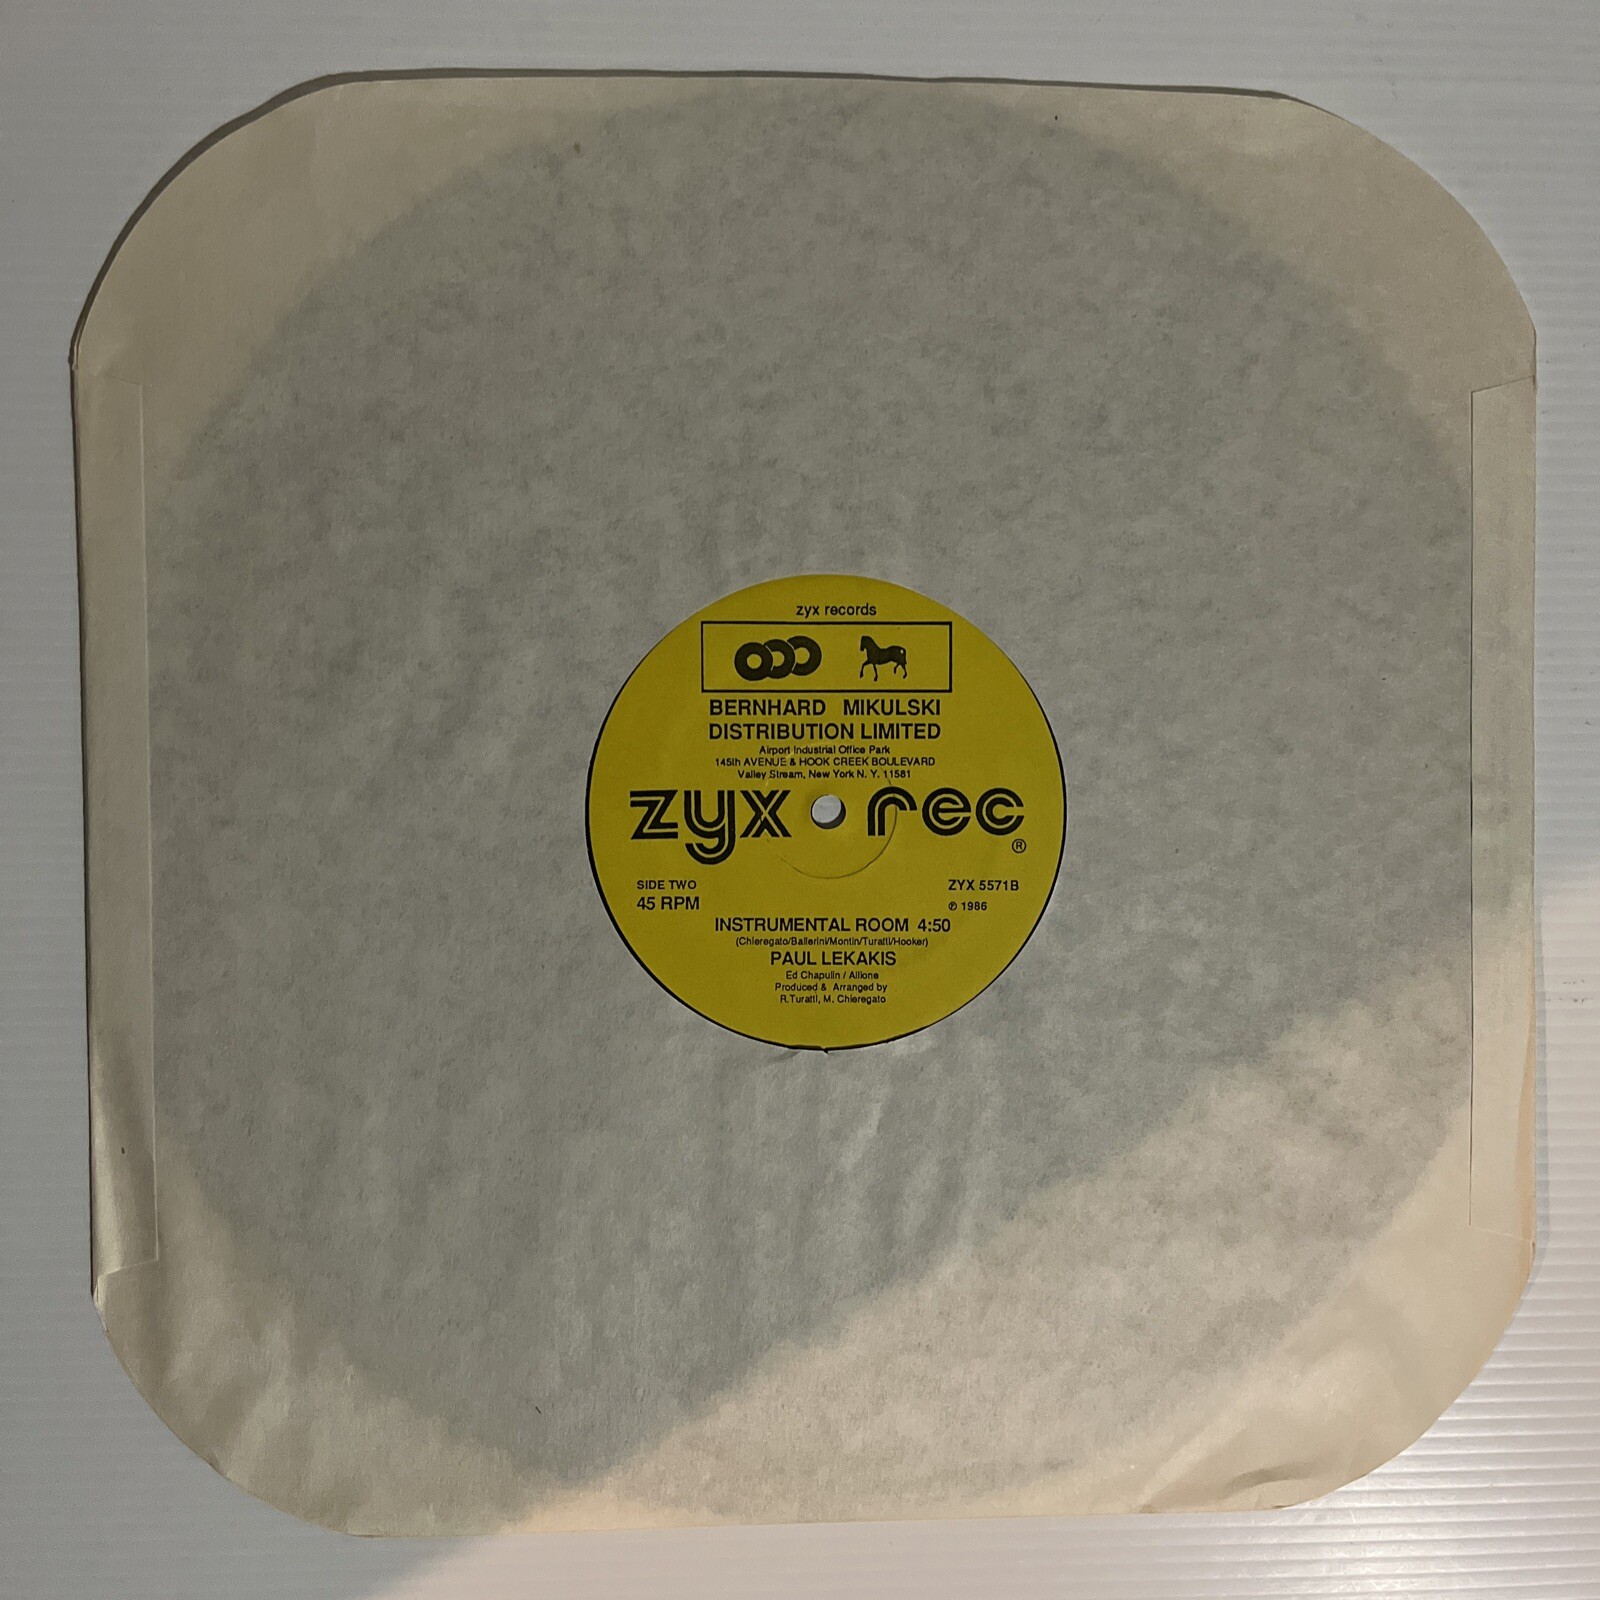 zyx records
BERNHARD MIKULSKI
DISTRIBUTION LIMITED
Airport Industrial Office Park
145th AVENUE & HOOK CREEK BOULEVARD
Valley Stream, New York N. Y. 11581
zyx rec
®
SIDE TWO
45 RPM
ZYX 5571B
℗ 1986
INSTRUMENTAL ROOM 4:50
(Chieregato/Ballerini/Montin/Turatti/Hooker)
PAUL LEKAKIS
Ed Chapulin / Allione
Produced & Arranged by
R.Turatti, M. Chieregato